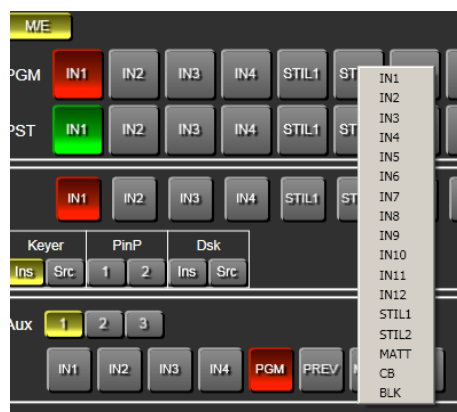 M/E
PGM IN1 IN2 IN3 IN4 STIL1 ST
PST IN1 IN2 IN3 IN4 STIL1 ST
IN1 IN2 IN3 IN4 STIL1 ST
Keyer PinP Dsk
Ins Src 1 2 Ins Src
Aux 1 2 3
IN1 IN2 IN3 IN4 PGM PREV
IN1
IN2
IN3
IN4
IN5
IN6
IN7
IN8
IN9
IN10
IN11
IN12
STIL1
STIL2
MATT
CB
BLK